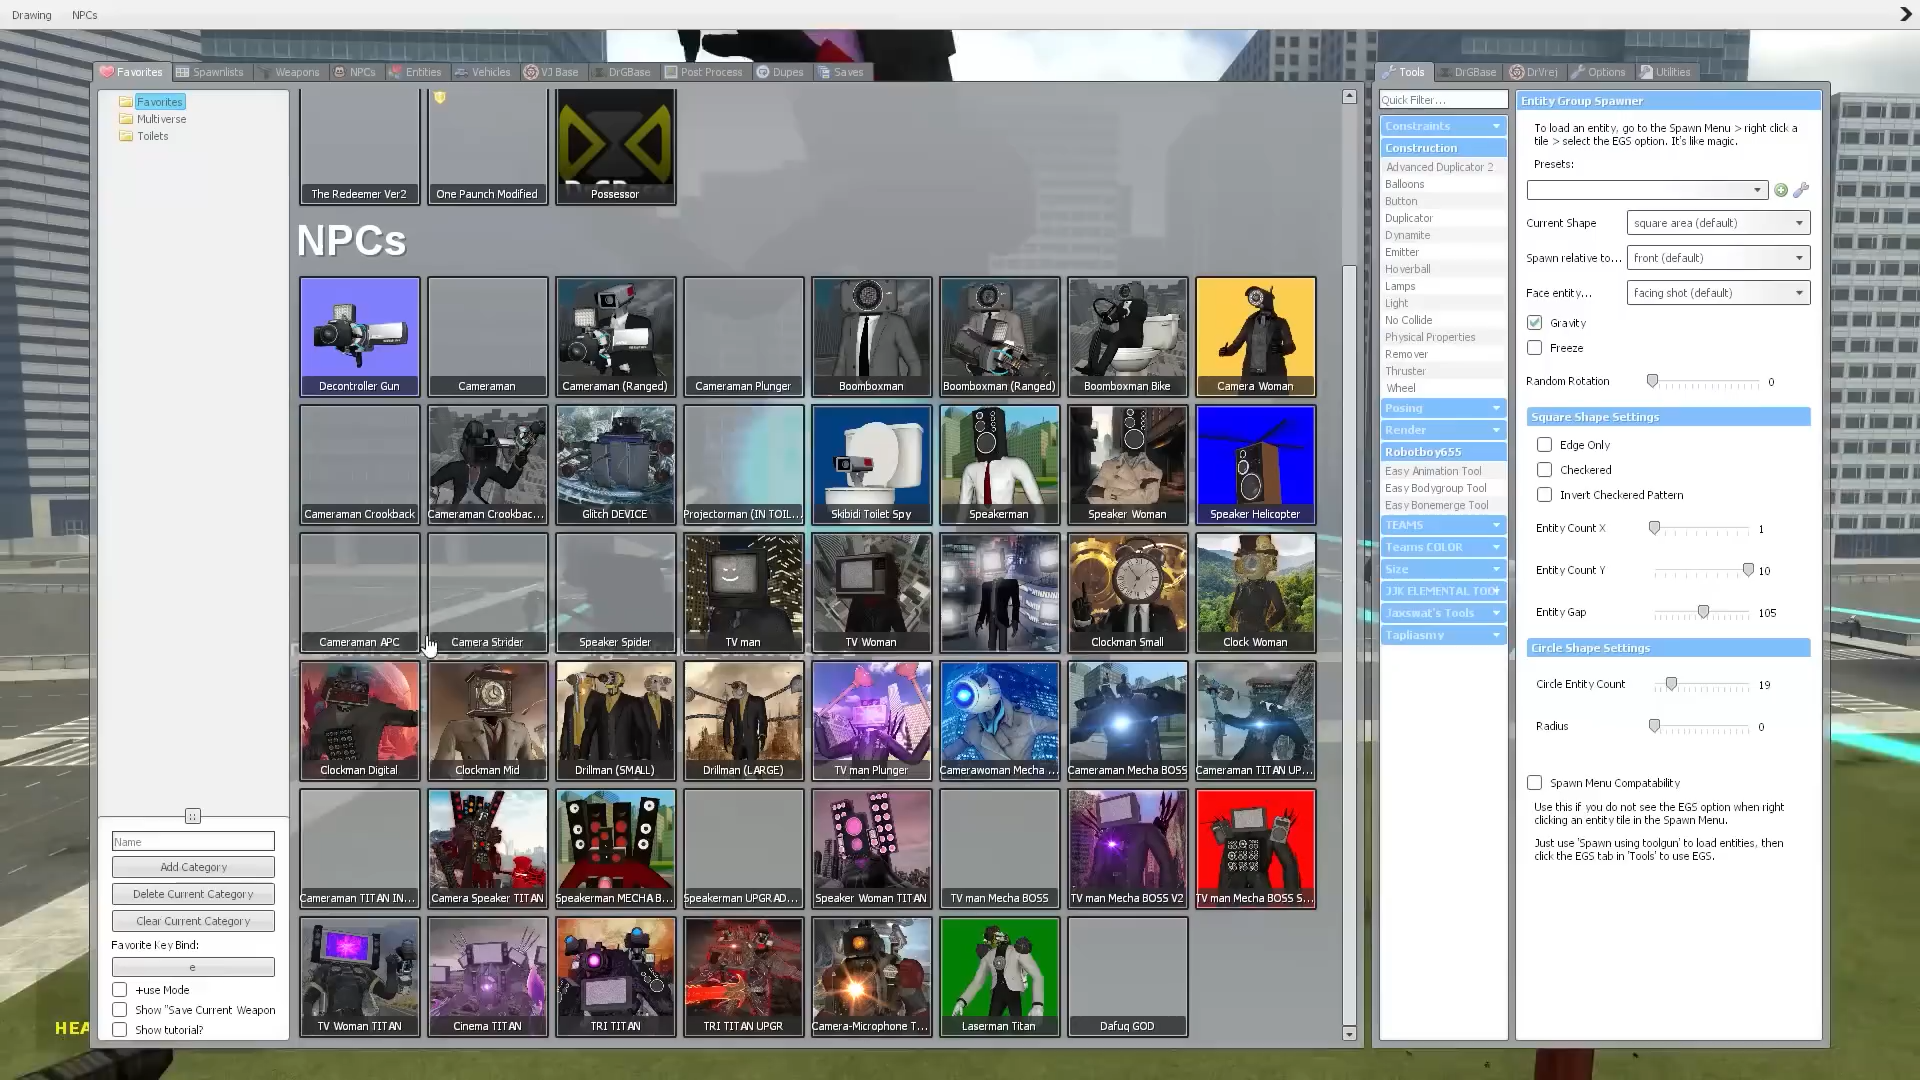 Drawing NPCs
Favorites Spawnlists Weapons NPCs Entities Vehicles VJ Base DrGBase Post Process Dupes Saves
Favorites
Multiverse
Toilets
The Redeemer Ver2 One Paunch Modified Possessor
NPCs
Decontroller Gun Cameraman Cameraman (Ranged) Cameraman Plunger Boomboxman Boomboxman (Ranged) Boomboxman Bike Camera Woman
Cameraman Crookback Cameraman Crookbac... Glitch DEVICE Projectorman (IN TOIL... Skibidi Toilet Spy Speakerman Speaker Woman Speaker Helicopter
Cameraman APC Camera Strider Speaker Spider TV man TV Woman Clockman Small Clock Woman
Clockman Digital Clockman Mid Drillman (SMALL) Drillman (LARGE) TV man Plunger Camerawoman Mecha ... Cameraman Mecha BOSS Cameraman TITAN UP...
Cameraman TITAN IN... Camera Speaker TITAN Speakerman MECHA B... Speakerman UPGRAD... Speaker Woman TITAN TV man Mecha BOSS TV man Mecha BOSS V2 TV man Mecha BOSS S...
TV Woman TITAN Cinema TITAN TRI TITAN TRI TITAN UPGR Camera-Microphone T... Laserman Titan Dafuq GOD
Name
Add Category
Delete Current Category
Clear Current Category
Favorite Key Bind:
e
+use Mode
Show "Save Current Weapon
Show tutorial?
HEA
Tools DrGBase DrVrej Options Utilities
Quick Filter...
Constraints
Construction
Advanced Duplicator 2
Balloons
Button
Duplicator
Dynamite
Emitter
Hoverball
Lamps
Light
No Collide
Physical Properties
Remover
Thruster
Wheel
Posing
Render
Robotboy655
Easy Animation Tool
Easy Bodygroup Tool
Easy Bonemerge Tool
TEAMS
Teams COLOR
Size
JJK ELEMENTAL TOO
Jaxswat's Tools
Tapliasmy
Entity Group Spawner
To load an entity, go to the Spawn Menu > right click a
tile > select the EGS option. It's like magic.
Presets:
Current Shape square area (default)
Spawn relative to... front (default)
Face entity... facing shot (default)
Gravity
Freeze
Random Rotation 0
Square Shape Settings
Edge Only
Checkered
Invert Checkered Pattern
Entity Count X 1
Entity Count Y 10
Entity Gap 105
Circle Shape Settings
Circle Entity Count 19
Radius 0
Spawn Menu Compatability
Use this if you do not see the EGS option when right
clicking an entity tile in the Spawn Menu.
Just use 'Spawn using toolgun' to load entities, then
click the EGS tab in 'Tools' to use EGS.